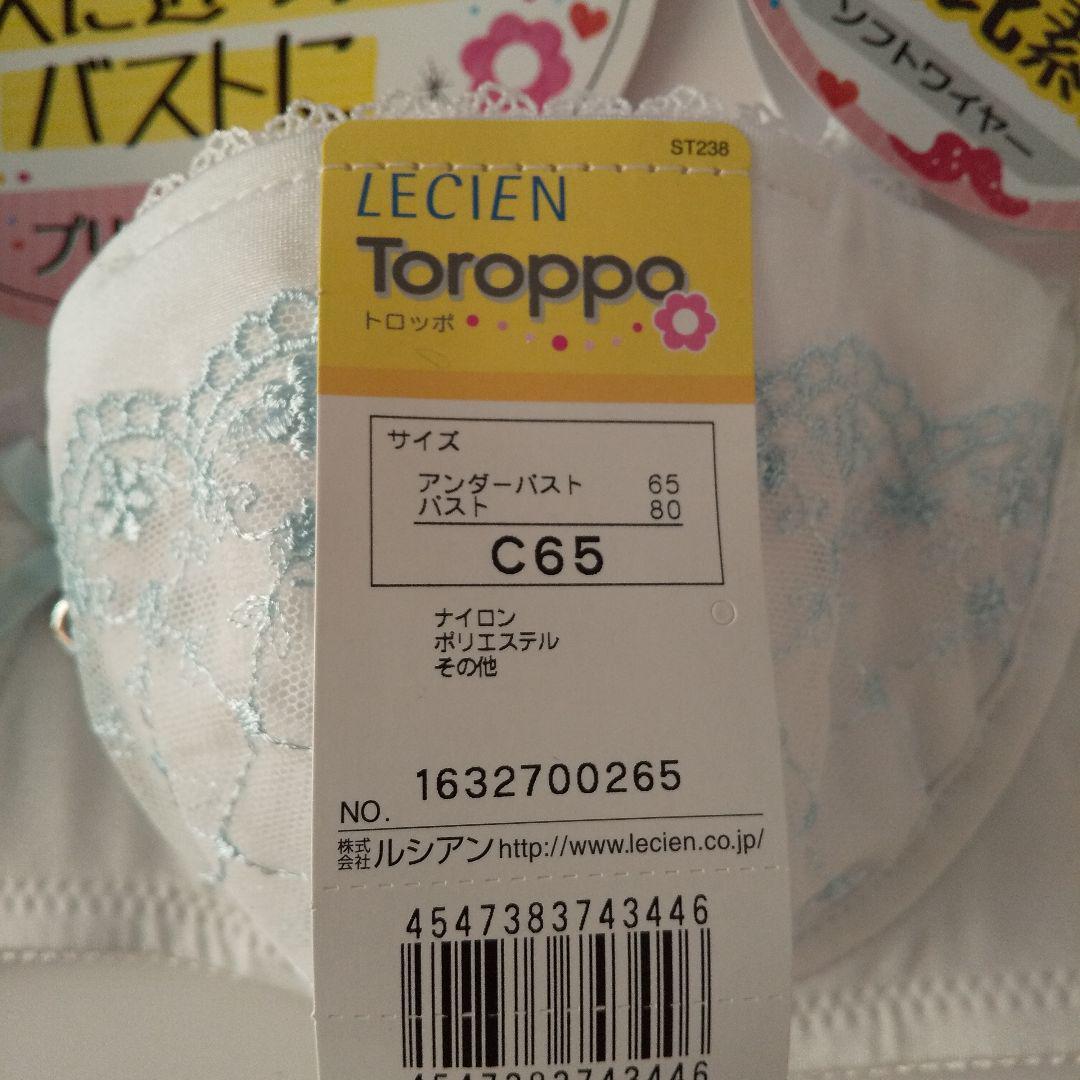 バストに
ソフトワイヤー
ST238
LECIEN
Toroppo
トロッポ
サイズ
アンダーバスト 65
バスト 80
C65
ナイロン
ポリエステル
その他
NO. 1632700265
株式会社ルシアン http://www.lecien.co.jp/
4547383743446